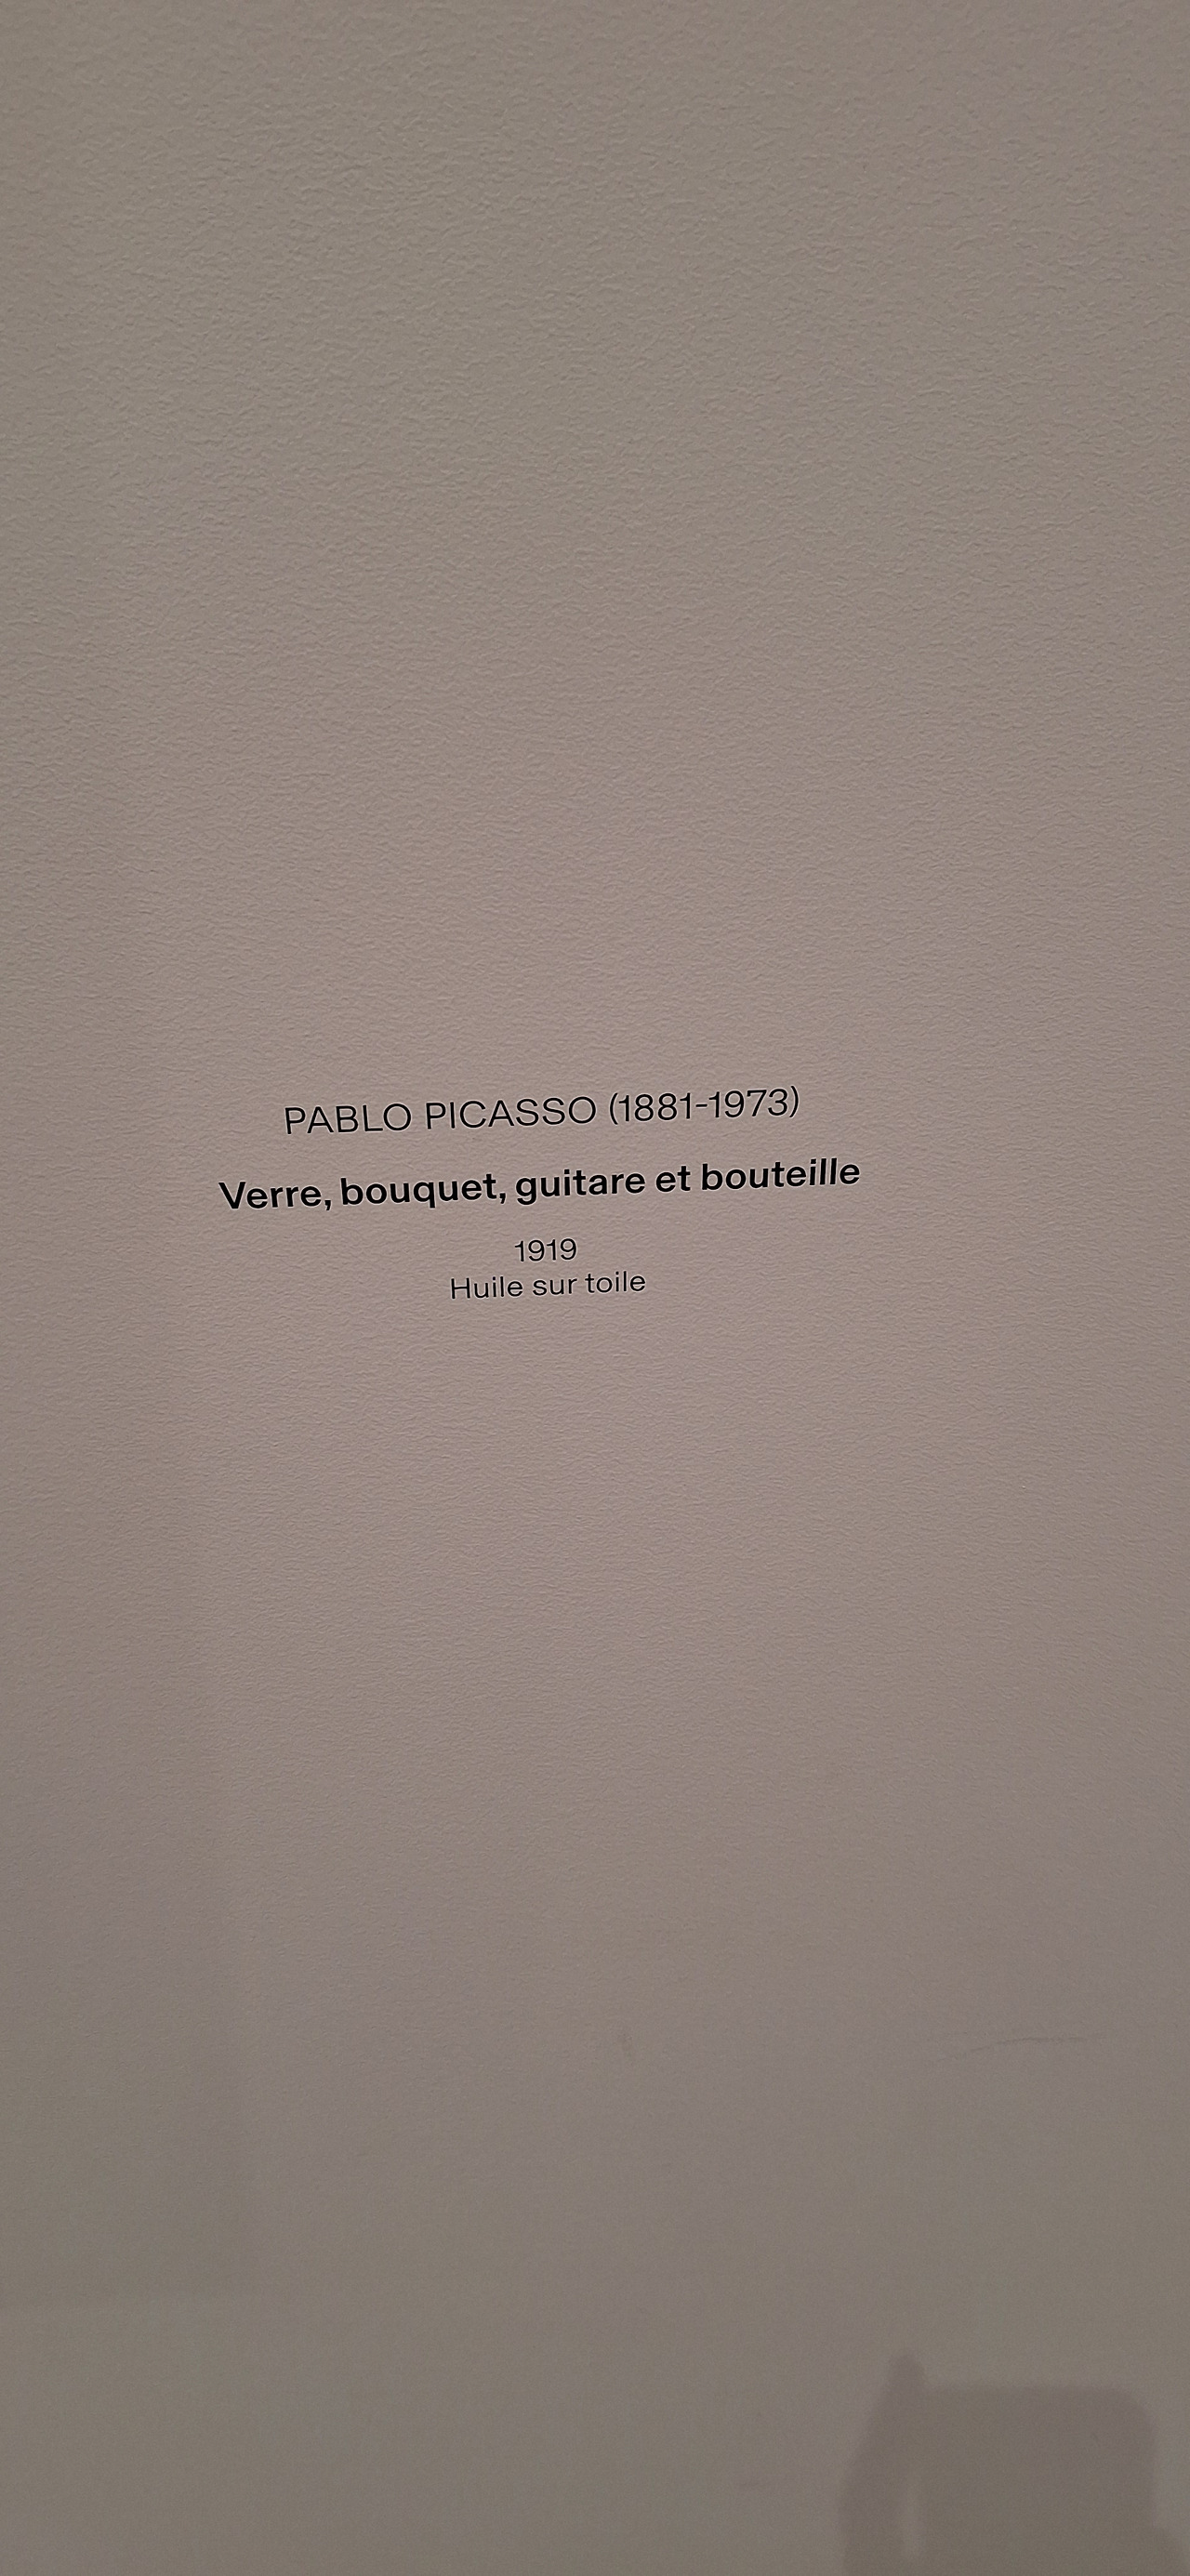 PABLO PICASSO (1881-1973)
Verre, bouquet, guitare et bouteille
1919
Huile sur toile